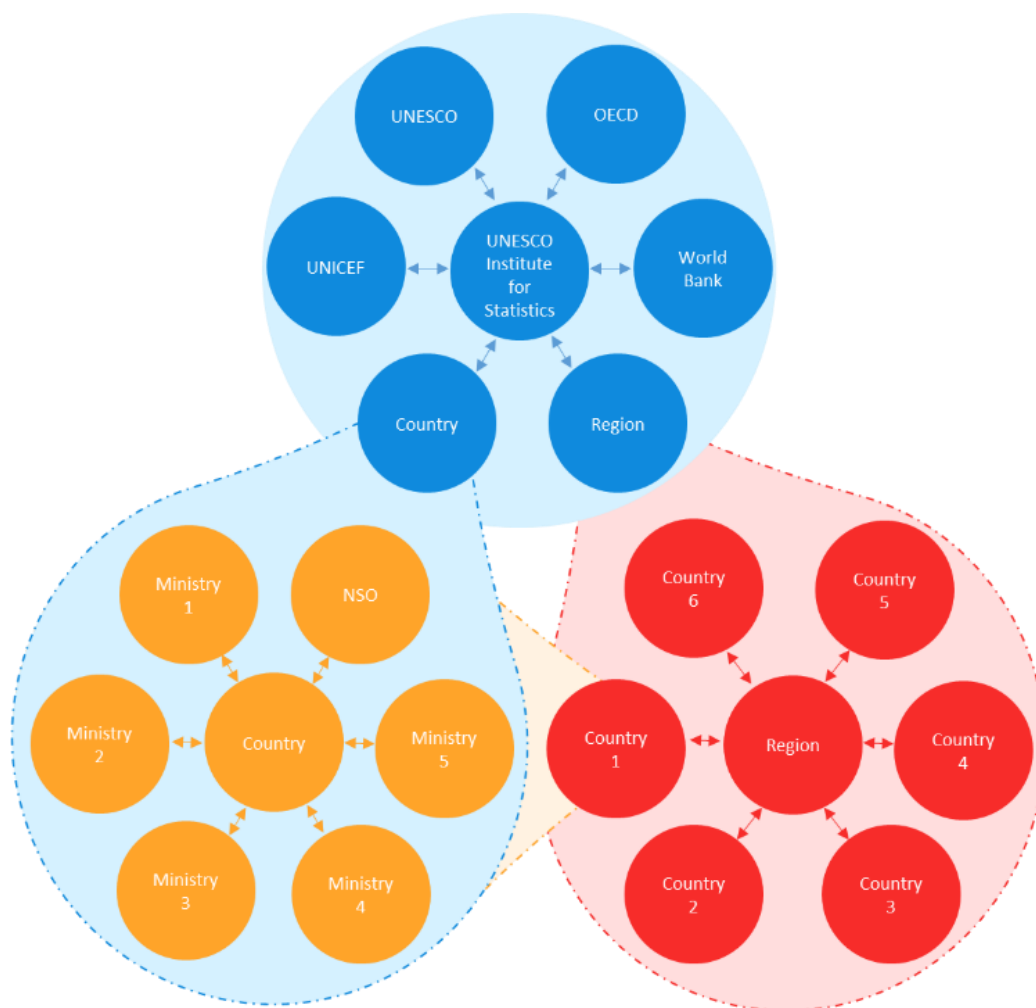 UNESCO
OECD
UNICEF
UNESCO
Institute
for
Statistics
World
Bank
Country
Region
Ministry
1
NSO
Ministry
2
Country
Ministry
5
Ministry
3
Ministry
4
Country
6
Country
5
Country
1
Region
Country
4
Country
2
Country
3